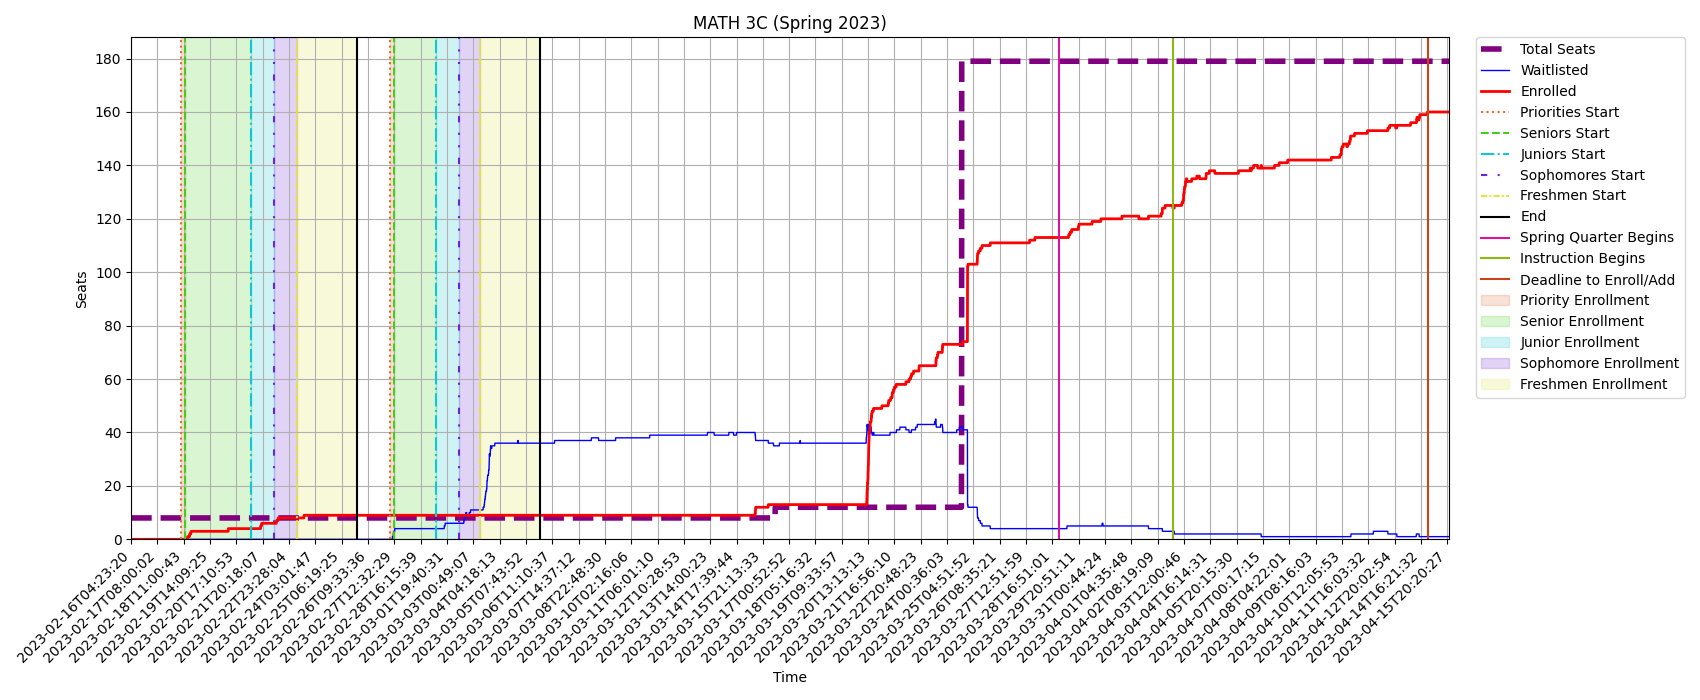 MATH 3C (Spring 2023)
Seats
180
160
140
120
100
80
60
40
20
0
2023-02-16T04:23:20
2023-02-17T08:00:02
2023-02-18T11:00:43
2023-02-19T14:09:25
2023-02-20T17:10:53
2023-02-21T20:18:07
2023-02-22T23:28:04
2023-02-24T03:01:47
2023-02-25T06:19:25
2023-02-26T09:33:36
2023-02-27T12:32:29
2023-02-28T16:15:39
2023-03-01T19:40:31
2023-03-03T00:49:07
2023-03-04T04:18:13
2023-03-05T07:43:52
2023-03-06T11:10:37
2023-03-07T14:37:12
2023-03-08T22:48:30
2023-03-10T02:16:06
2023-03-11T06:01:10
2023-03-12T10:28:53
2023-03-13T14:00:23
2023-03-14T17:39:44
2023-03-15T21:13:33
2023-03-17T00:52:52
2023-03-18T05:16:32
2023-03-19T09:33:57
2023-03-20T13:13:13
2023-03-21T16:56:10
2023-03-22T20:48:23
2023-03-24T00:36:03
2023-03-25T04:51:52
2023-03-26T08:35:21
2023-03-27T12:51:59
2023-03-28T16:51:01
2023-03-29T20:51:11
2023-03-31T00:44:24
2023-04-01T04:35:48
2023-04-02T08:19:09
2023-04-03T12:00:46
2023-04-04T16:14:31
2023-04-05T20:15:30
2023-04-07T00:17:15
2023-04-08T04:22:01
2023-04-09T08:16:03
2023-04-10T12:05:53
2023-04-11T16:03:32
2023-04-12T20:02:54
2023-04-14T16:21:32
2023-04-15T20:20:27
Time
Total Seats
Waitlisted
Enrolled
Priorities Start
Seniors Start
Juniors Start
Sophomores Start
Freshmen Start
End
Spring Quarter Begins
Instruction Begins
Deadline to Enroll/Add
Priority Enrollment
Senior Enrollment
Junior Enrollment
Sophomore Enrollment
Freshmen Enrollment